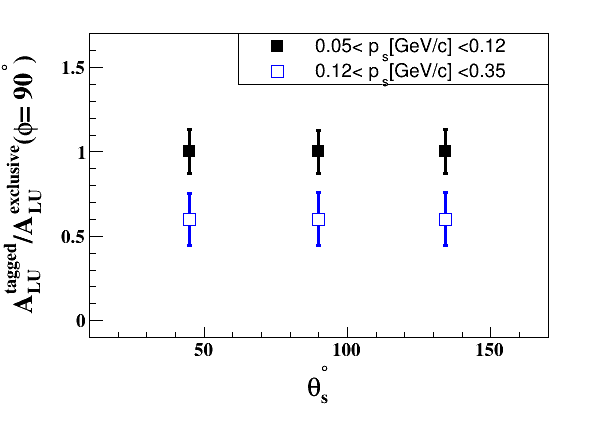 0.05< p_s[GeV/c] <0.12
0.12< p_s[GeV/c] <0.35
A_LU^tagged/A_LU^exclusive(ϕ= 90°)
1.5
1
0.5
0
50 100 150
θ_s°